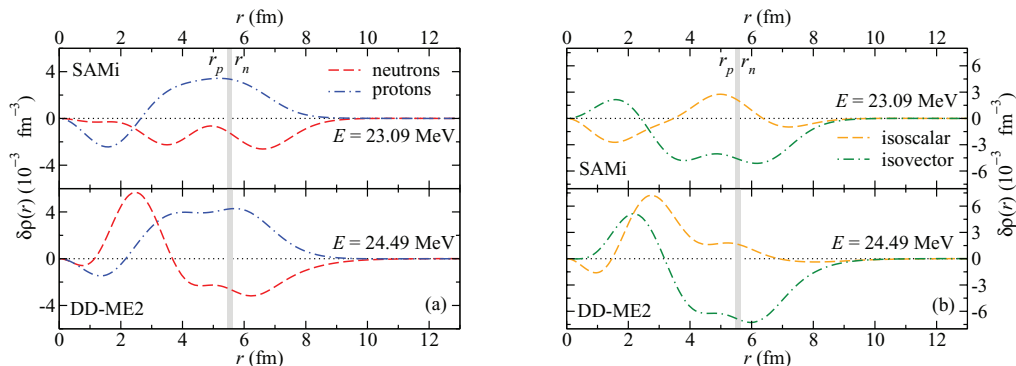 r (fm)
0 2 4 6 8 10 12
SAMi
r_p r_n
neutrons
protons
E = 23.09 MeV
4
0
-4
δρ(r) (10⁻³ fm⁻³)
4
0
-4
E = 24.49 MeV
DD-ME2
(a)
0 2 4 6 8 10 12
r (fm)
r (fm)
0 2 4 6 8 10 12
r_p r_n
E = 23.09 MeV
isoscalar
isovector
SAMi
3
0
-3
-6
δρ(r) (10⁻³ fm⁻³)
6
3
0
-3
-6
E = 24.49 MeV
DD-ME2
(b)
0 2 4 6 8 10 12
r (fm)